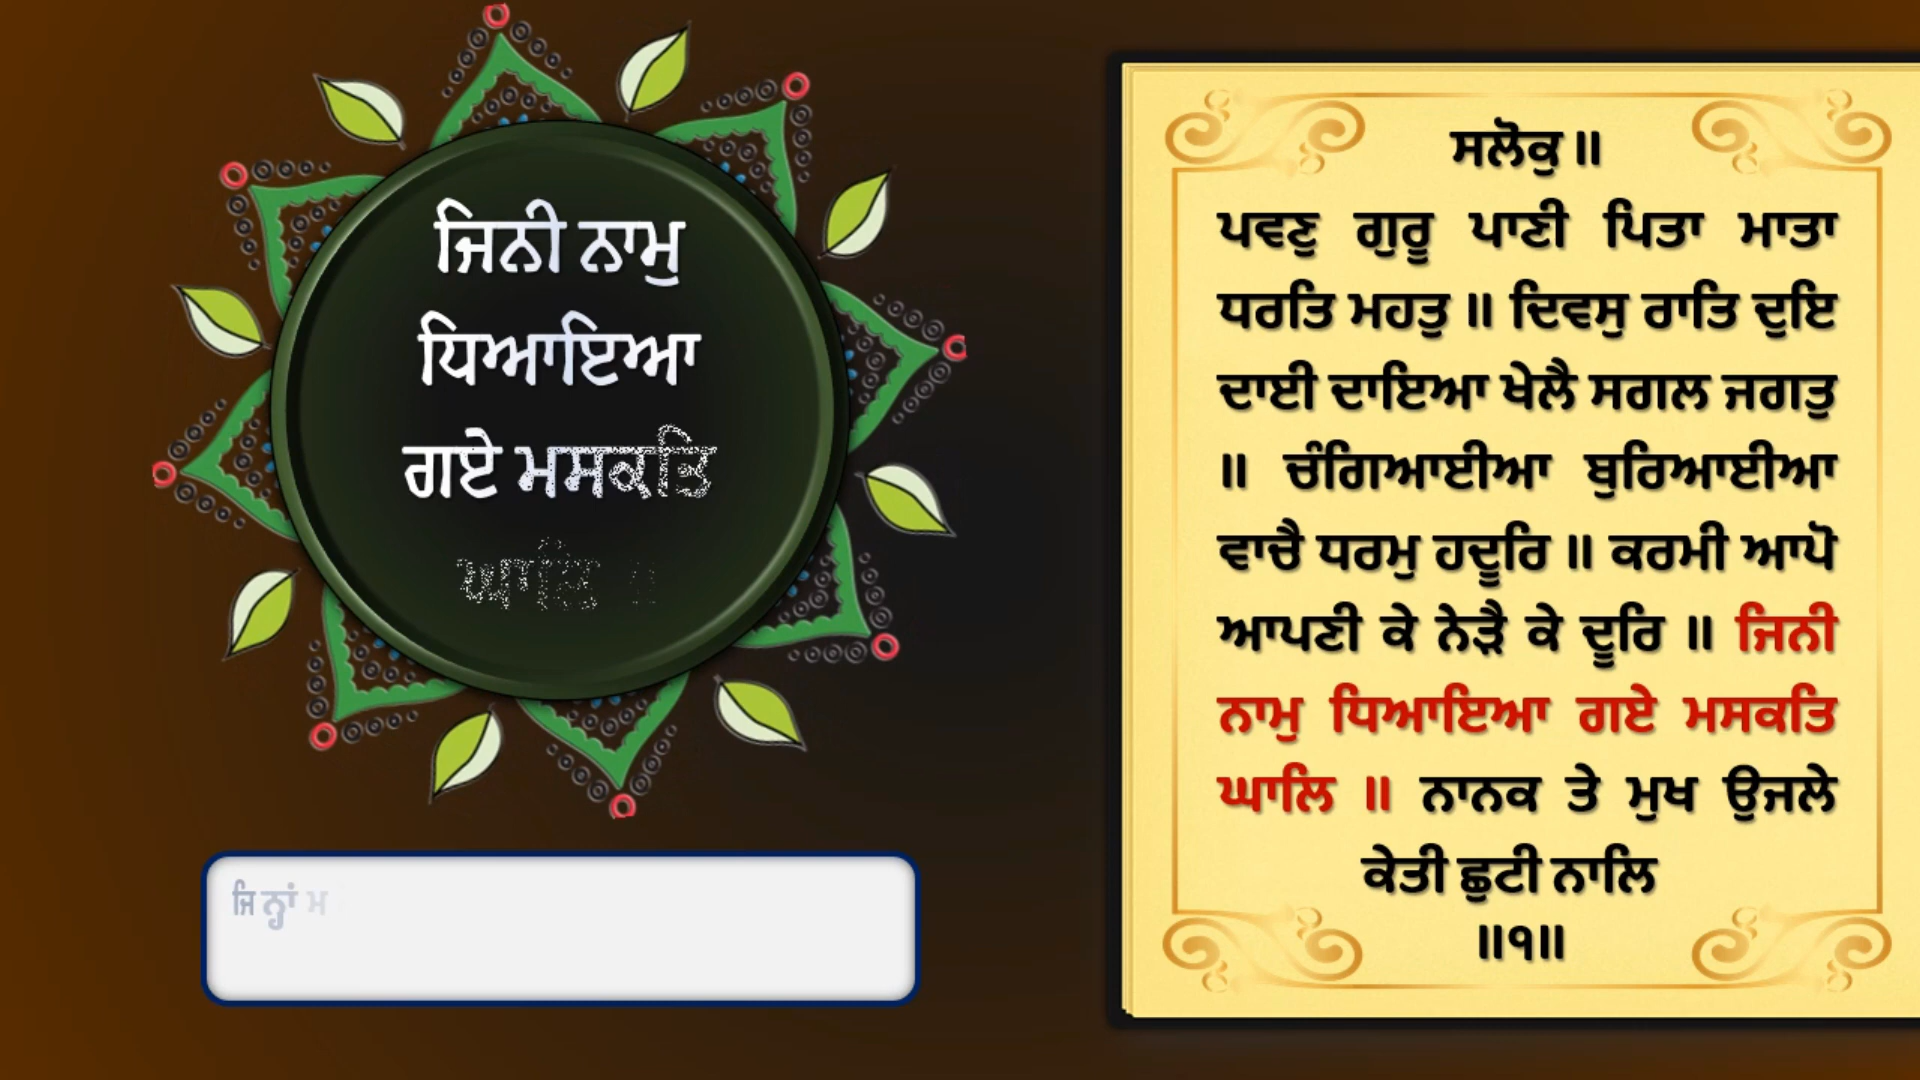 ਜਿਨੀ ਨਾਮੁ
ਧਿਆਇਆ
ਗਏ ਮਸਕਤਿ
ਘਾਲਿ ॥
ਜਿਨ੍ਹਾਂ ਮ
ਸਲੋਕੁ ॥
ਪਵਣੁ ਗੁਰੂ ਪਾਣੀ ਪਿਤਾ ਮਾਤਾ
ਧਰਤਿ ਮਹਤੁ ॥ ਦਿਵਸੁ ਰਾਤਿ ਦੁਇ
ਦਾਈ ਦਾਇਆ ਖੇਲੈ ਸਗਲ ਜਗਤੁ
॥ ਚੰਗਿਆਈਆ ਬੁਰਿਆਈਆ
ਵਾਚੈ ਧਰਮੁ ਹਦੂਰਿ ॥ ਕਰਮੀ ਆਪੋ
ਆਪਣੀ ਕੇ ਨੇੜੈ ਕੇ ਦੂਰਿ ॥ ਜਿਨੀ
ਨਾਮੁ ਧਿਆਇਆ ਗਏ ਮਸਕਤਿ
ਘਾਲਿ ॥ ਨਾਨਕ ਤੇ ਮੁਖ ਉਜਲੇ
ਕੇਤੀ ਛੁਟੀ ਨਾਲਿ
॥੧॥